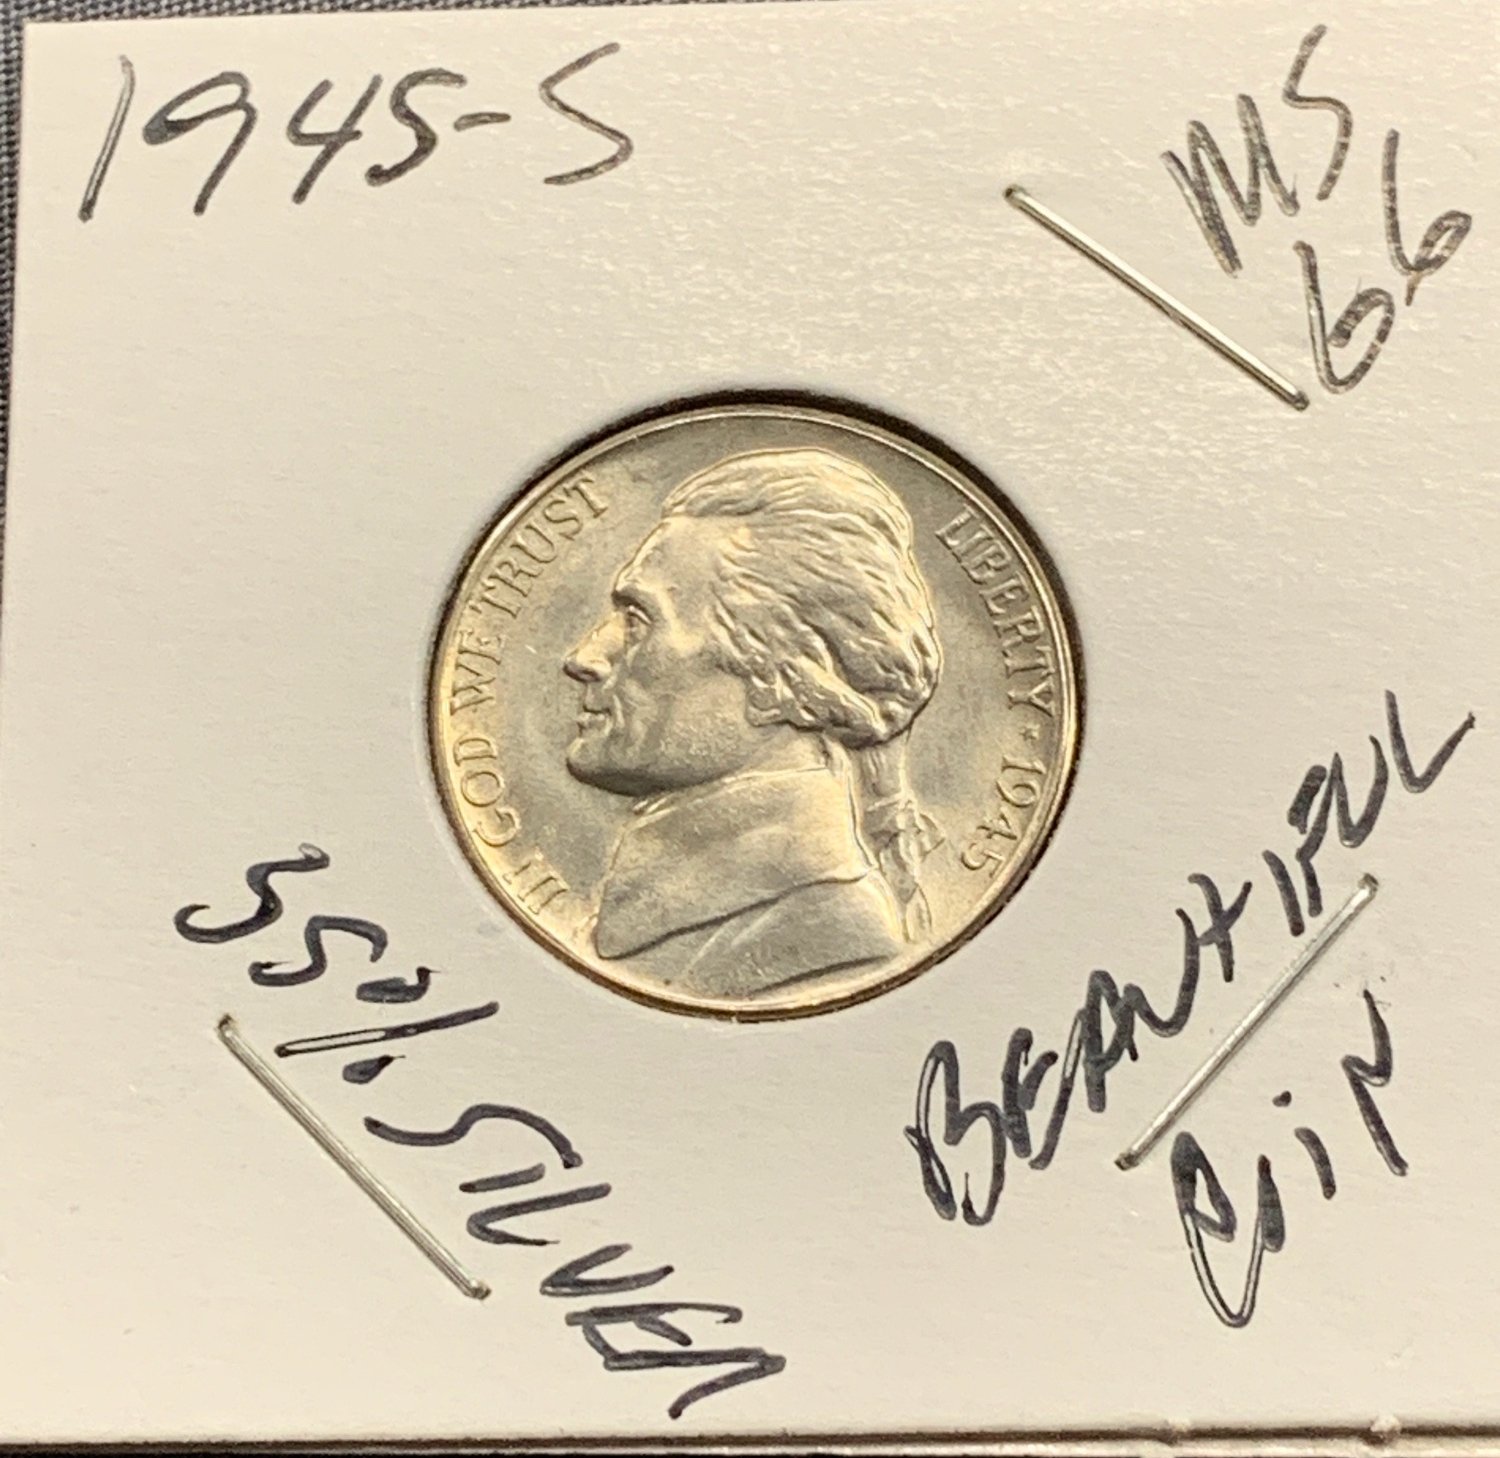 1945-S
MS
66
IN GOD WE TRUST
LIBERTY * 1945
35% SILVER
BEAUTIFUL
COIN